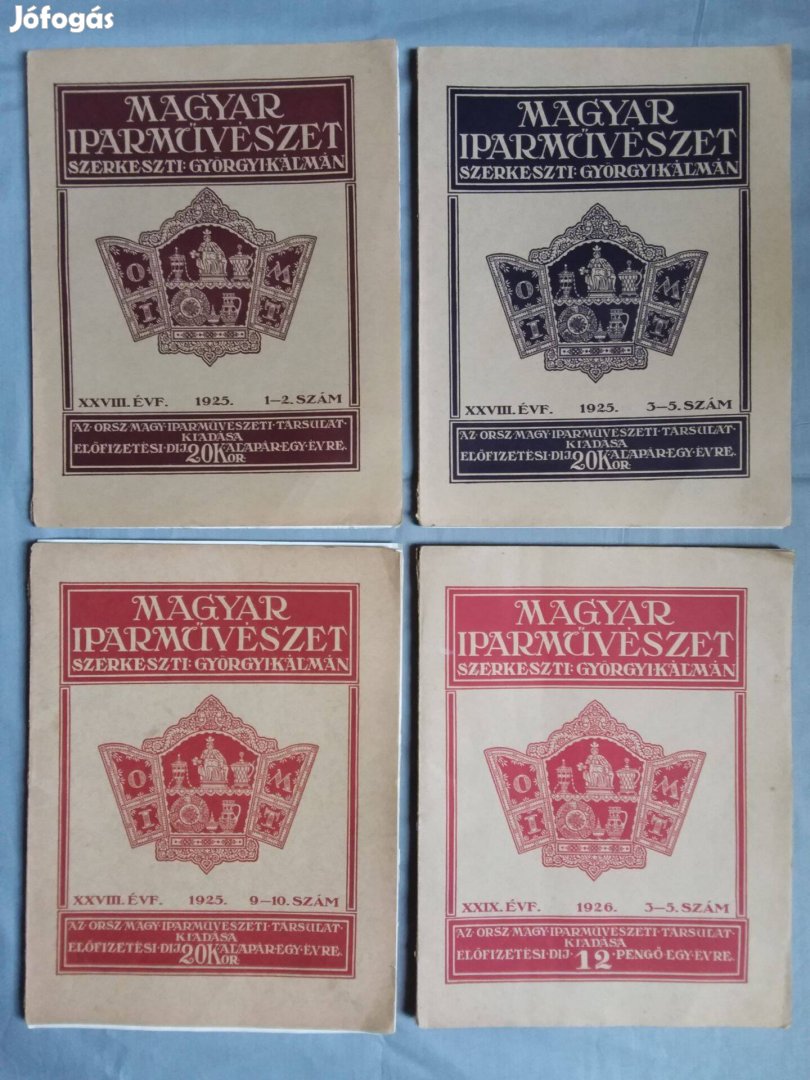 Jófogás
MAGYAR
IPARMŰVÉSZET
SZERKESZTI: GYÖRGYI·KÁLMÁN
O M
I T
XXVIII. ÉVF. 1925. 1–2. SZÁM
AZ·ORSZ·MAGY·IPARMŰVÉSZETI·TÁRSULAT·
KIADÁSA
ELŐFIZETÉSI·DIJ 20 KOR· ALAPÁR·EGY·ÉVRE·
MAGYAR
IPARMŰVÉSZET
SZERKESZTI: GYÖRGYI·KÁLMÁN
O M
I T
XXVIII. ÉVF. 1925. 3–5. SZÁM
AZ·ORSZ·MAGY·IPARMŰVÉSZETI·TÁRSULAT·
KIADÁSA
ELŐFIZETÉSI·DIJ 20 KOR· ALAPÁR·EGY·ÉVRE·
MAGYAR
IPARMŰVÉSZET
SZERKESZTI: GYÖRGYI·KÁLMÁN
O M
I T
XXVIII. ÉVF. 1925. 9–10. SZÁM
AZ·ORSZ·MAGY·IPARMŰVÉSZETI·TÁRSULAT·
KIADÁSA
ELŐFIZETÉSI·DIJ 20 KOR· ALAPÁR·EGY·ÉVRE·
MAGYAR
IPARMŰVÉSZET
SZERKESZTI: GYÖRGYI·KÁLMÁN
O M
I T
XXIX. ÉVF. 1926. 3–5. SZÁM
AZ·ORSZ·MAGY·IPARMŰVÉSZETI·TÁRSULAT·
KIADÁSA
ELŐFIZETÉSI·DIJ· 12 ·PENGŐ·EGY·ÉVRE·